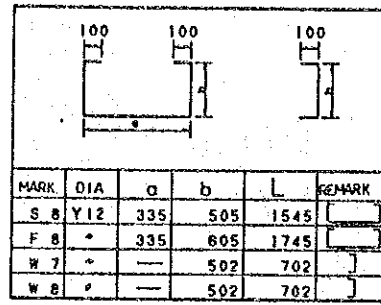 100 100 100
b b
a
MARK DIA a b L REMARK
S 8 Y12 335 505 1545
F 8 " 335 605 1745
W 7 " — 502 702
W 8 " — 502 702